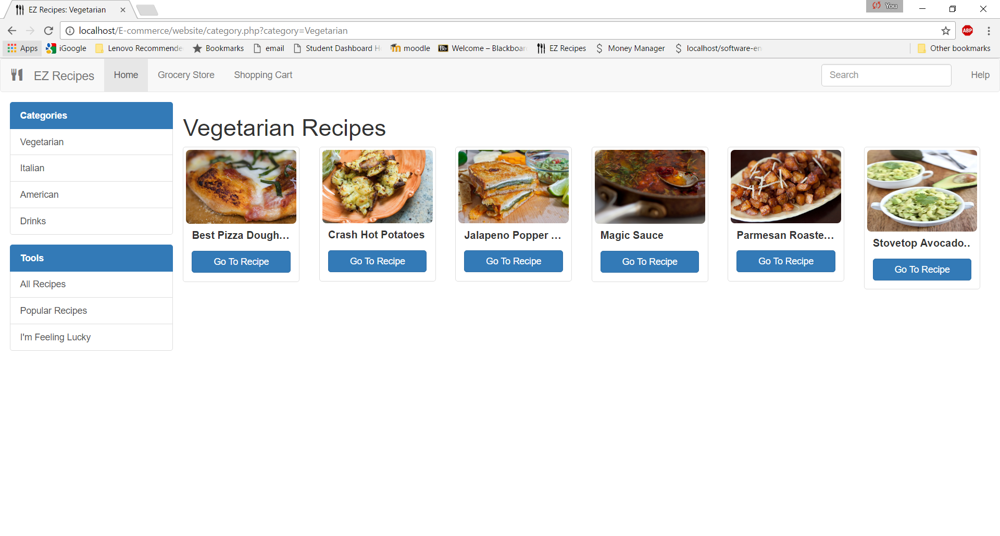 EZ Recipes: Vegetarian
You
localhost/E-commerce/website/category.php?category=Vegetarian
ABP
Apps iGoogle Lenovo Recommende Bookmarks email Student Dashboard H Bb moodle Welcome – Blackboar EZ Recipes Money Manager localhost/software-en Other bookmarks
EZ Recipes Home Grocery Store Shopping Cart Search Help
Categories
Vegetarian
Italian
American
Drinks
Tools
All Recipes
Popular Recipes
I'm Feeling Lucky
Vegetarian Recipes
Best Pizza Dough...
Go To Recipe
Crash Hot Potatoes
Go To Recipe
Jalapeno Popper ...
Go To Recipe
Magic Sauce
Go To Recipe
Parmesan Roaste...
Go To Recipe
Stovetop Avocado..
Go To Recipe